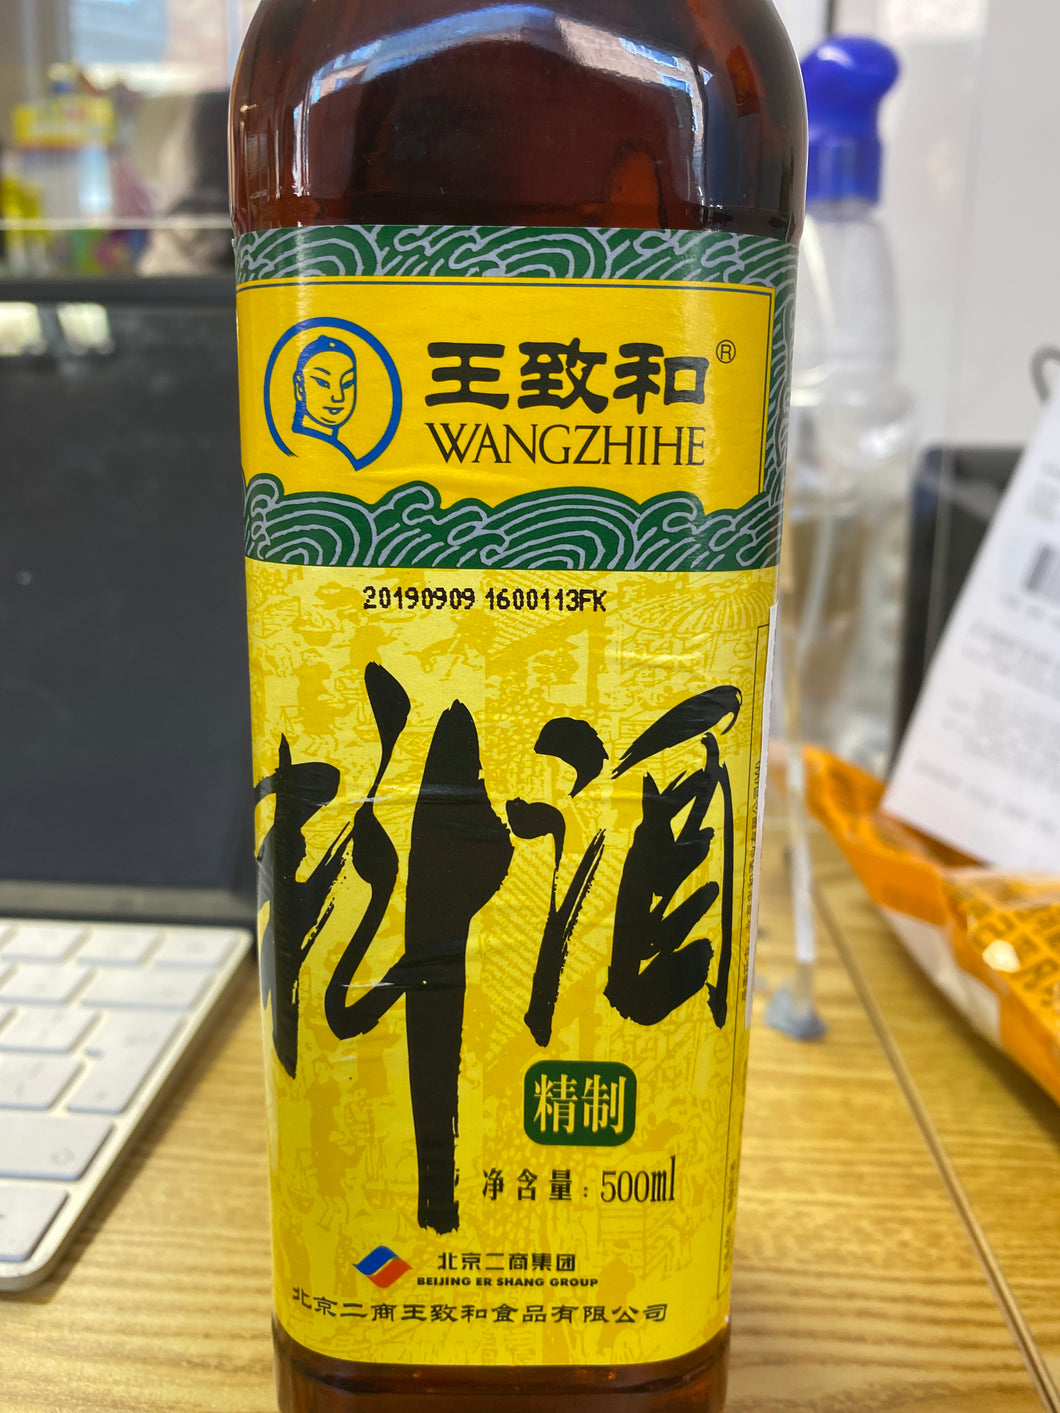 王致和®
WANGZHIHE
20190909 1600113FK
料酒
精制
净含量：500ml
北京二商集团
BEIJING ER SHANG GROUP
北京二商王致和食品有限公司